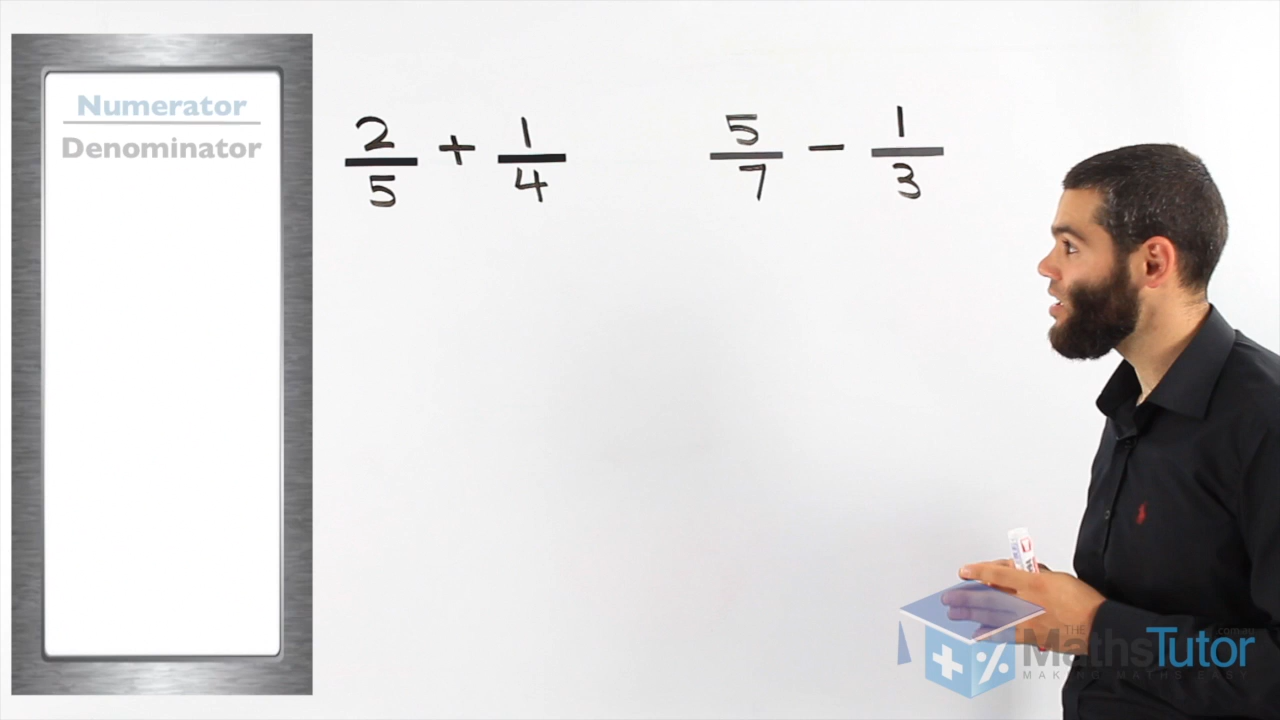 Numerator
Denominator
2/5 + 1/4
5/7 - 1/3
THE
MathsTutor
.com.au
MAKING MATHS EASY